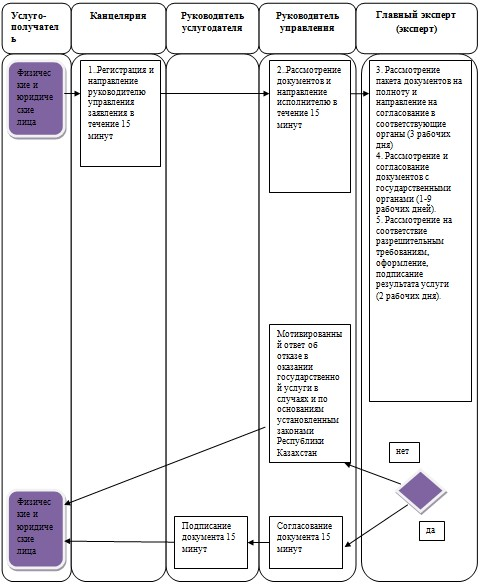 Услуго-
получател
ь
Канцелярия
Руководитель
услугодателя
Руководитель
управления
Главный эксперт
(эксперт)
Физичес
кие и
юридиче
ские
лица
1..Регистрация и
направление
руководителю
управления
заявления в
течение 15
минут
2..Рассмотрение
документов и
направление
исполнителю в
течение 15
минут
3. Рассмотрение
пакета документов на
полноту и
направление на
согласование в
соответствующие
органы (3 рабочих
дня)
4. Рассмотрение и
согласование
документов с
государственными
органами (1-9
рабочих дней).
5. Рассмотрение на
соответствие
разрешительным
требованиям,
оформление,
подписание
результата услуги
(2 рабочих дня).
Мотивированны
й ответ об
отказе в
оказании
государственно
й услуги в
случаях и по
основаниям
установленным
законами
Республики
Казахстан
нет
да
Физичес
кие и
юридиче
ские
лица
Подписание
документа 15
минут
Согласование
документа 15
минут